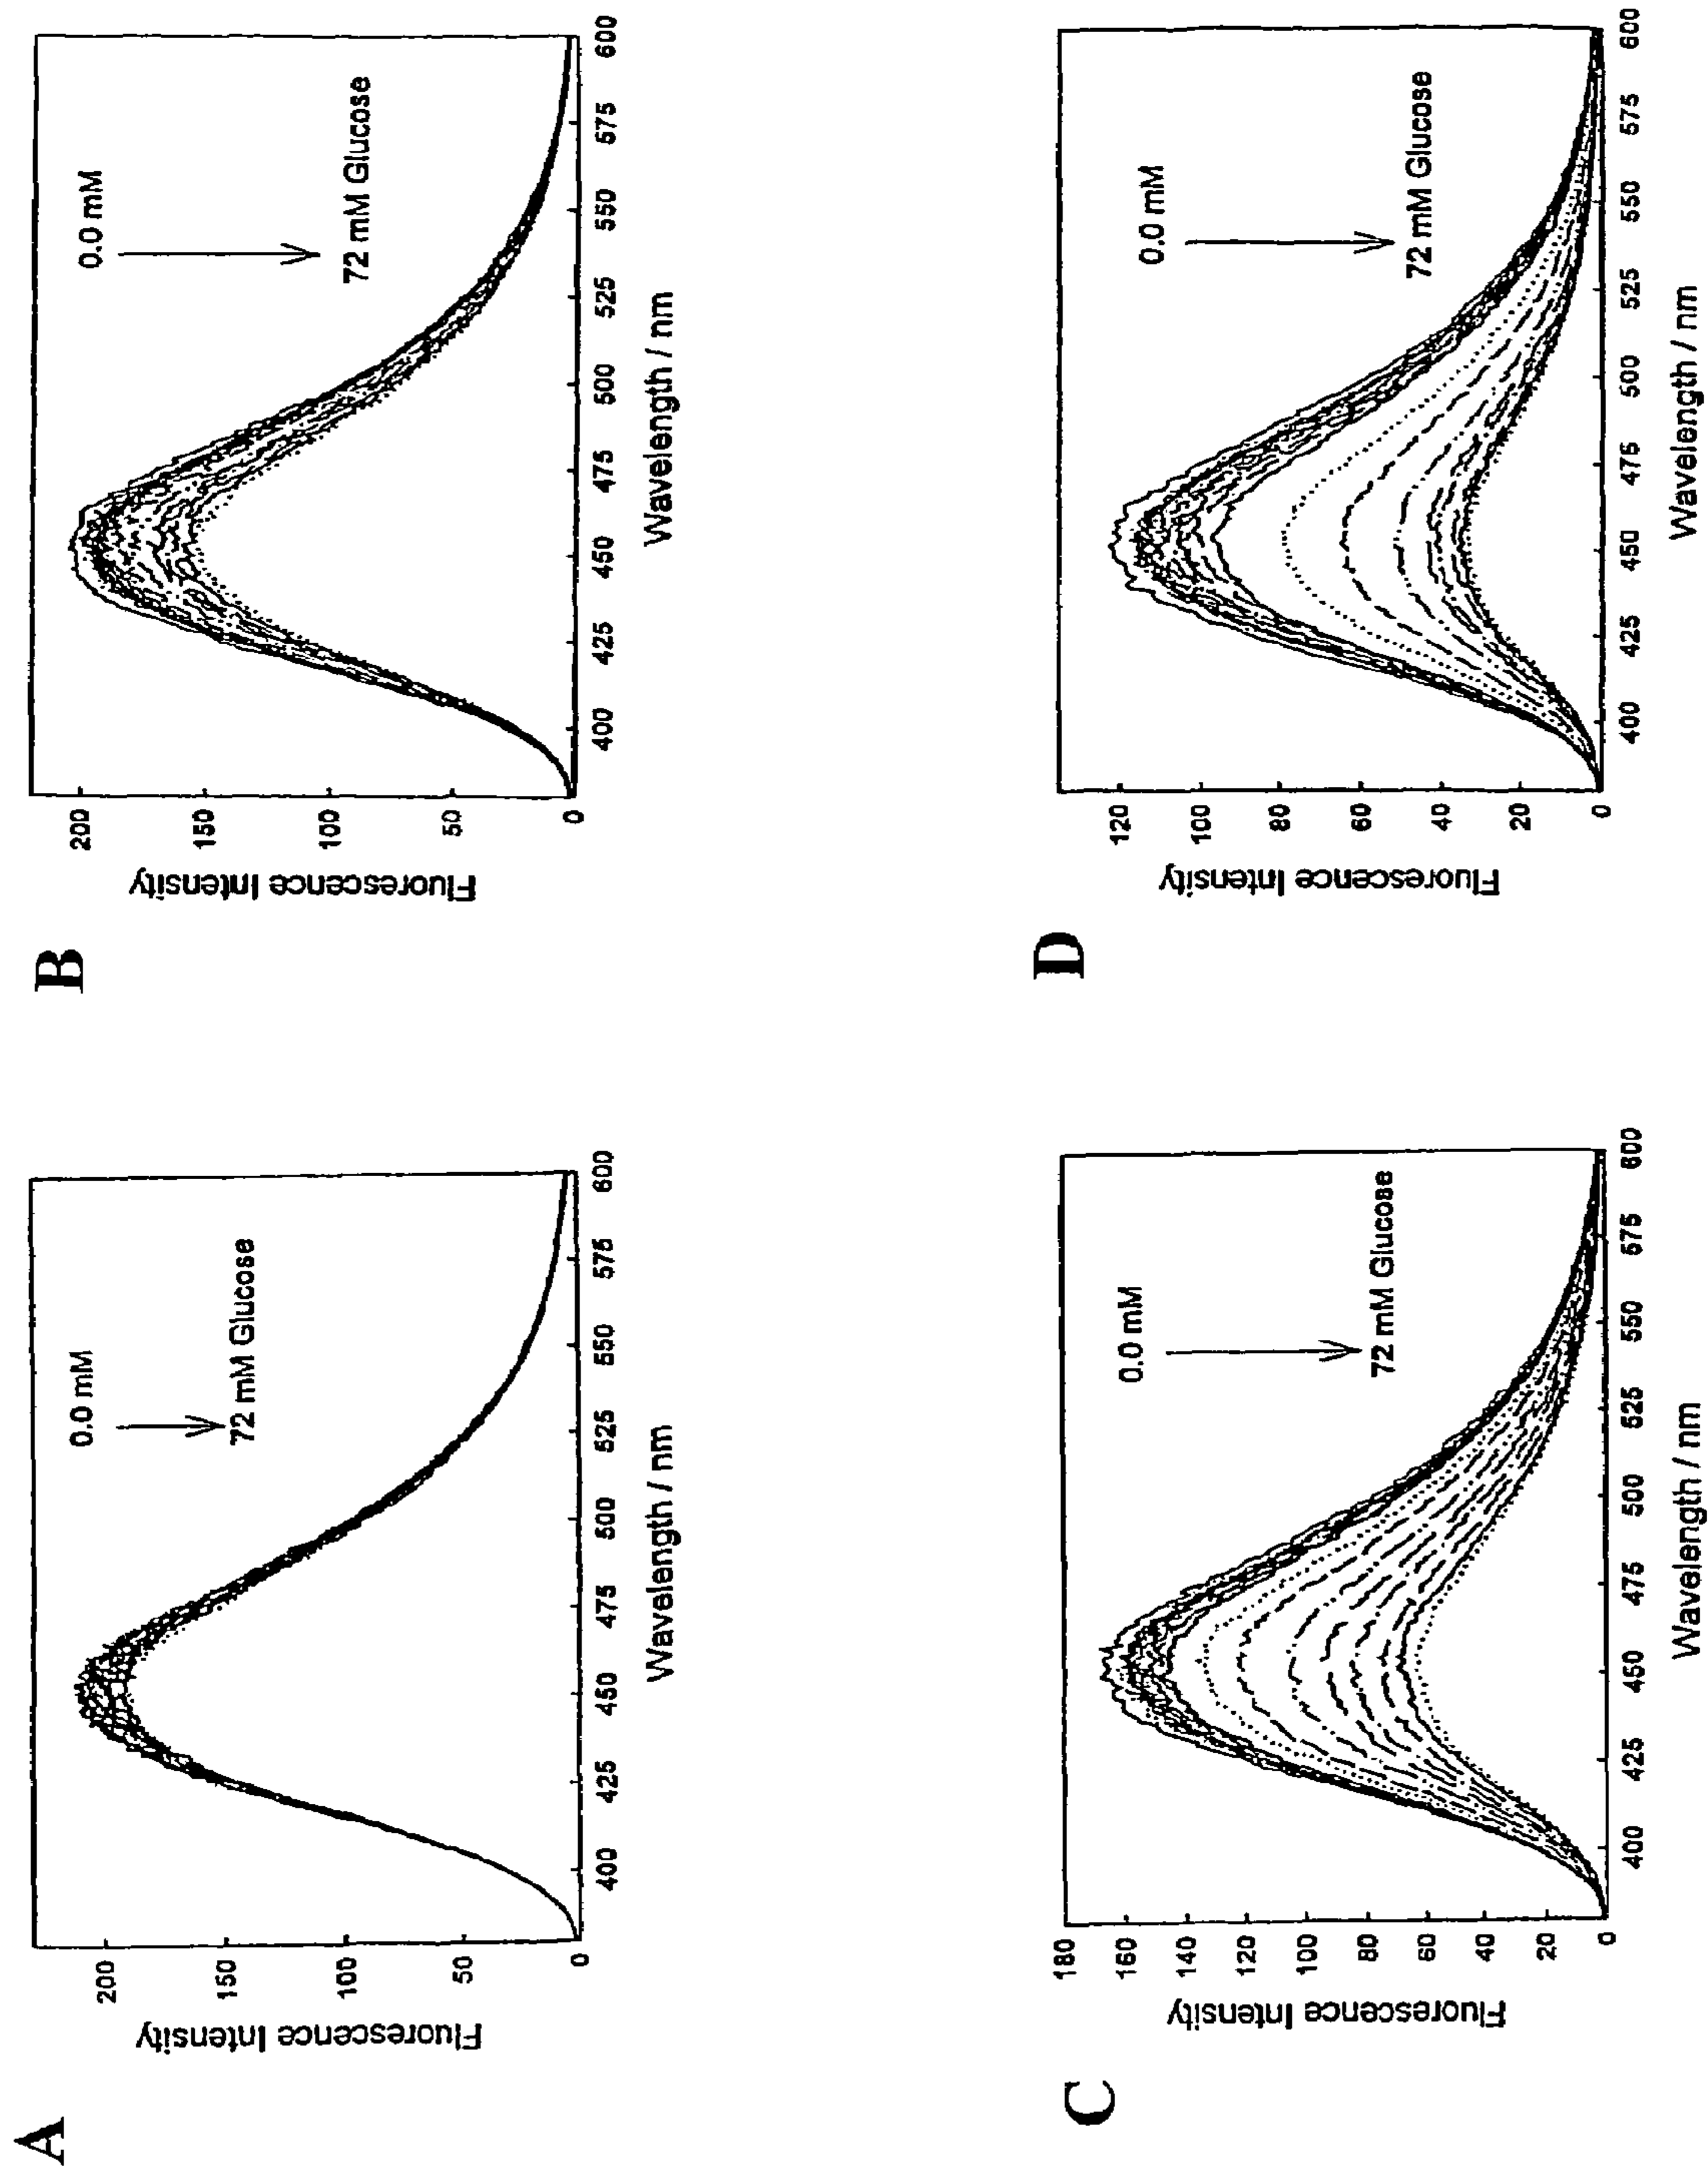 A
Fluorescence Intensity
200
150
100
50
0
0.0 mM
72 mM Glucose
400 425 450 475 500 525 550 575 600
Wavelength / nm
B
Fluorescence Intensity
200
150
100
50
0
0.0 mM
72 mM Glucose
400 425 450 475 500 525 550 575 600
Wavelength / nm
C
Fluorescence Intensity
180
160
140
120
100
80
60
40
20
0
0.0 mM
72 mM Glucose
400 425 450 475 500 525 550 575 600
Wavelength / nm
D
Fluorescence Intensity
120
100
80
60
40
20
0
0.0 mM
72 mM Glucose
400 425 450 475 500 525 550 575 600
Wavelength / nm